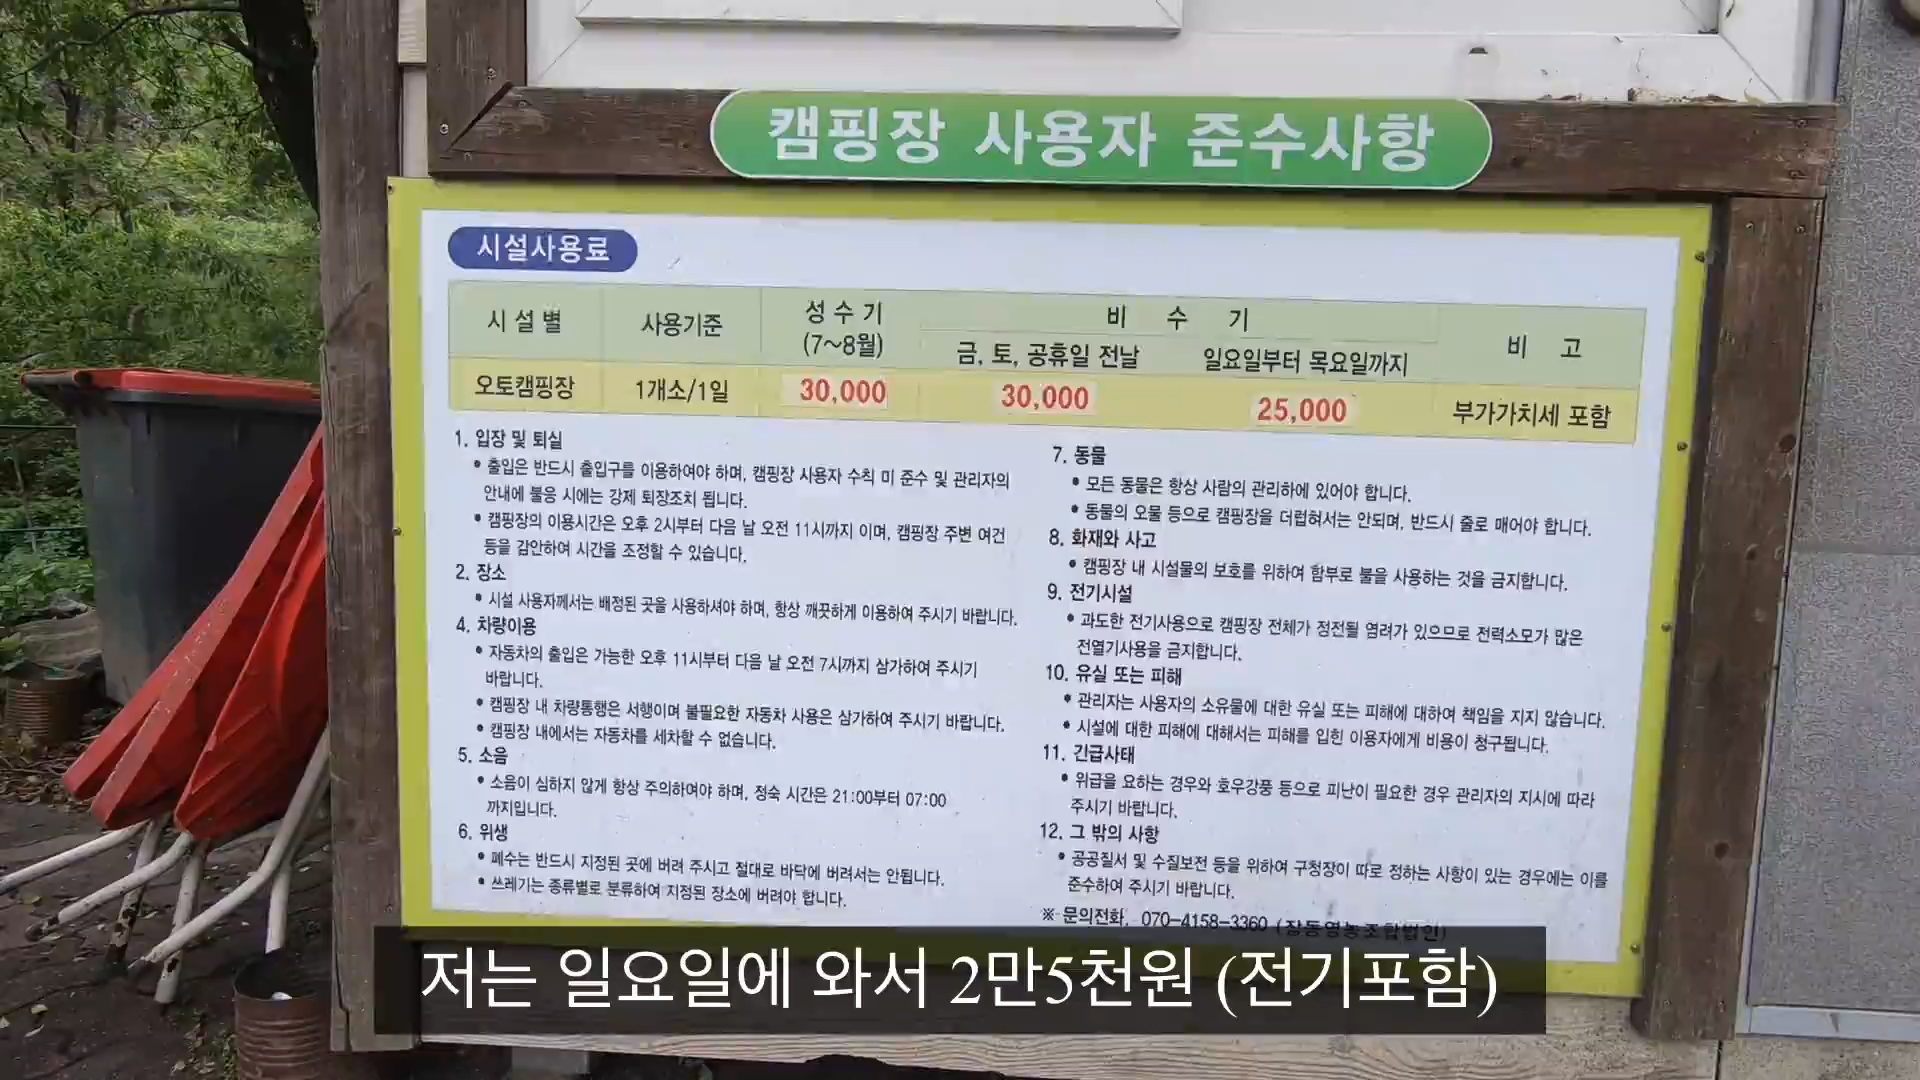 캠핑장 사용자 준수사항
시설사용료
시 설 별 사용기준 성 수 기 (7~8월) 비 수 기 비 고
금, 토, 공휴일 전날 일요일부터 목요일까지
오토캠핑장 1개소/1일 30,000 30,000 25,000 부가가치세 포함
1. 입장 및 퇴실
• 출입은 반드시 출입구를 이용하여야 하며, 캠핑장 사용자 수칙 미 준수 및 관리자의
안내에 불응 시에는 강제 퇴장조치 됩니다.
• 캠핑장의 이용시간은 오후 2시부터 다음 날 오전 11시까지 이며, 캠핑장 주변 여건
등을 감안하여 시간을 조정할 수 있습니다.
2. 장소
• 시설 사용자께서는 배정된 곳을 사용하셔야 하며, 항상 깨끗하게 이용하여 주시기 바랍니다.
4. 차량이용
• 자동차의 출입은 가능한 오후 11시부터 다음 날 오전 7시까지 삼가하여 주시기
바랍니다.
• 캠핑장 내 차량통행은 서행이며 불필요한 자동차 사용은 삼가하여 주시기 바랍니다.
• 캠핑장 내에서는 자동차를 세차할 수 없습니다.
5. 소음
• 소음이 심하지 않게 항상 주의하여야 하며, 정숙 시간은 21:00부터 07:00
까지입니다.
6. 위생
• 폐수는 반드시 지정된 곳에 버려 주시고 절대로 바닥에 버려서는 안됩니다.
• 쓰레기는 종류별로 분류하여 지정된 장소에 버려야 합니다.
7. 동물
• 모든 동물은 항상 사람의 관리하에 있어야 합니다.
• 동물의 오물 등으로 캠핑장을 더럽혀서는 안되며, 반드시 줄로 매어야 합니다.
8. 화재와 사고
• 캠핑장 내 시설물의 보호를 위하여 함부로 불을 사용하는 것을 금지합니다.
9. 전기시설
• 과도한 전기사용으로 캠핑장 전체가 정전될 염려가 있으므로 전력소모가 많은
전열기사용을 금지합니다.
10. 유실 또는 피해
• 관리자는 사용자의 소유물에 대한 유실 또는 피해에 대하여 책임을 지지 않습니다.
• 시설에 대한 피해에 대해서는 피해를 입힌 이용자에게 비용이 청구됩니다.
11. 긴급사태
• 위급을 요하는 경우와 호우강풍 등으로 피난이 필요한 경우 관리자의 지시에 따라
주시기 바랍니다.
12. 그 밖의 사항
• 공공질서 및 수질보전 등을 위하여 구청장이 따로 정하는 사항이 있는 경우에는 이를
준수하여 주시기 바랍니다.
※ 문의전화. 070-4158-3360 (잠동영농조합법인)
저는 일요일에 와서 2만5천원 (전기포함)